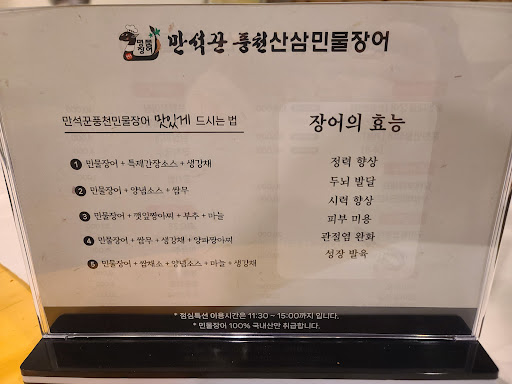 민물
장어
만석꾼 풍천산삼민물장어
만석꾼풍천민물장어 맛있게 드시는 법
1 민물장어 + 특제간장소스 + 생강채
2 민물장어 + 양념소스 + 쌈무
3 민물장어 + 깻잎짱아찌 + 부추 + 마늘
4 민물장어 + 쌈무 + 생강채 + 양파짱아찌
5 민물장어 + 쌈채소 + 양념소스 + 마늘 + 생강채
장어의 효능
정력 향상
두뇌 발달
시력 향상
피부 미용
관절염 완화
성장 발육
* 점심특선 이용시간은 11:30 ~ 15:00까지 입니다.
* 민물장어 100% 국내산만 취급합니다.